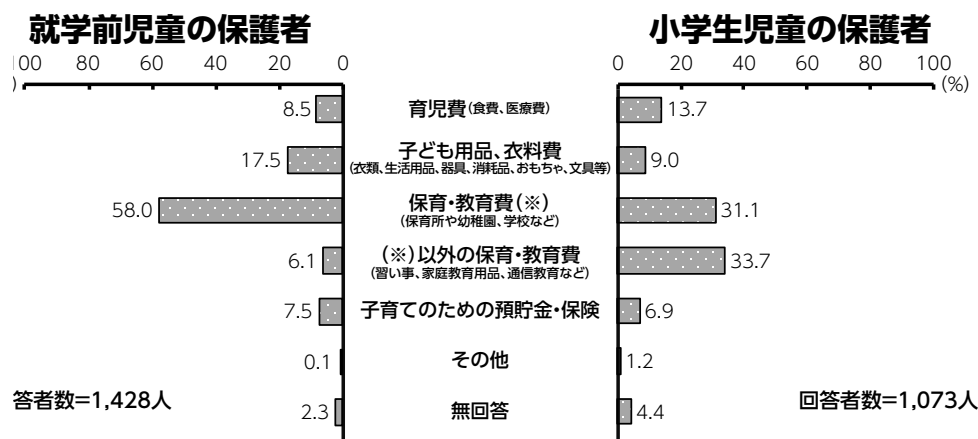 就学前児童の保護者
小学生児童の保護者
100 80 60 40 20 0
0 20 40 60 80 100
)
(%)
8.5 育児費(食費、医療費) 13.7
17.5 子ども用品、衣料費 9.0
(衣類、生活用品、器具、消耗品、おもちゃ、文具等)
58.0 保育・教育費(※) 31.1
(保育所や幼稚園、学校など)
6.1 (※)以外の保育・教育費 33.7
(習い事、家庭教育用品、通信教育など)
7.5 子育てのための預貯金・保険 6.9
0.1 その他 1.2
答者数=1,428人
回答者数=1,073人
2.3 無回答 4.4